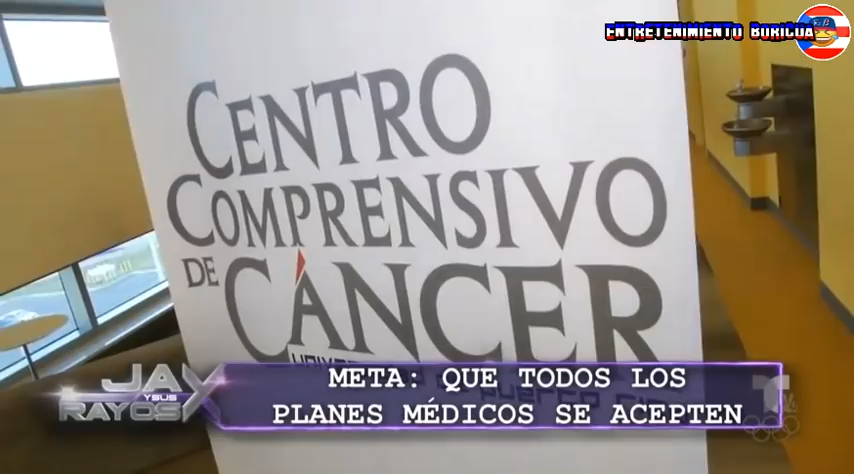 ENTRETENIMIENTO BORICUA
CENTRO
COMPRENSIVO
DE CÁNCER
META: QUE TODOS LOS
PLANES MÉDICOS SE ACEPTEN
JAY
Y SUS
RAYOS X
T